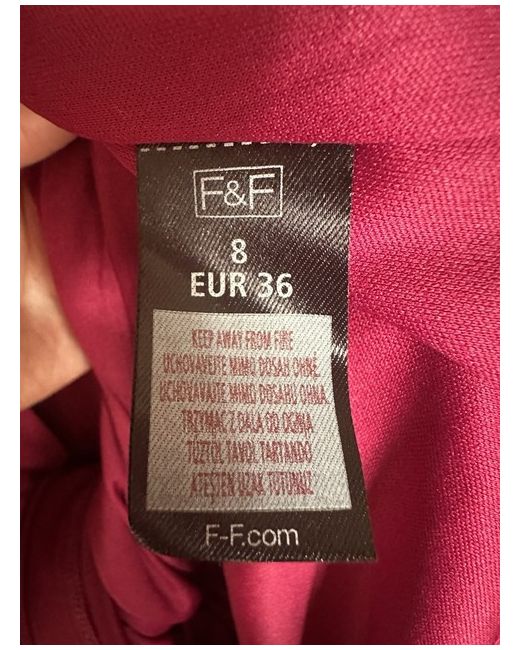 F&F
8
EUR 36
KEEP AWAY FROM FIRE
UCHOVÁVEJTE MIMO DOSAH OHNĚ.
UCHOVÁVAJTE MIMO DOSAHU OHŇA.
TRZYMAĆ Z DALA OD OGNIA
TŰZTŐL TÁVOL TARTANDÓ
ATEŞTEN UZAK TUTUNUZ
F-F.com